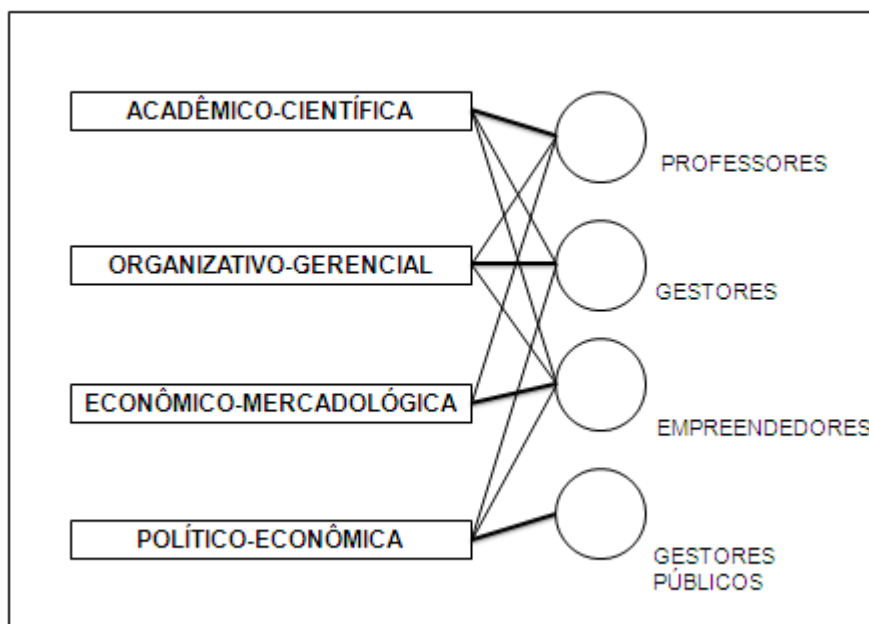 ACADÊMICO-CIENTÍFICA
PROFESSORES
ORGANIZATIVO-GERENCIAL
GESTORES
ECONÔMICO-MERCADOLÓGICA
EMPREENDEDORES
POLÍTICO-ECONÔMICA
GESTORES
PÚBLICOS